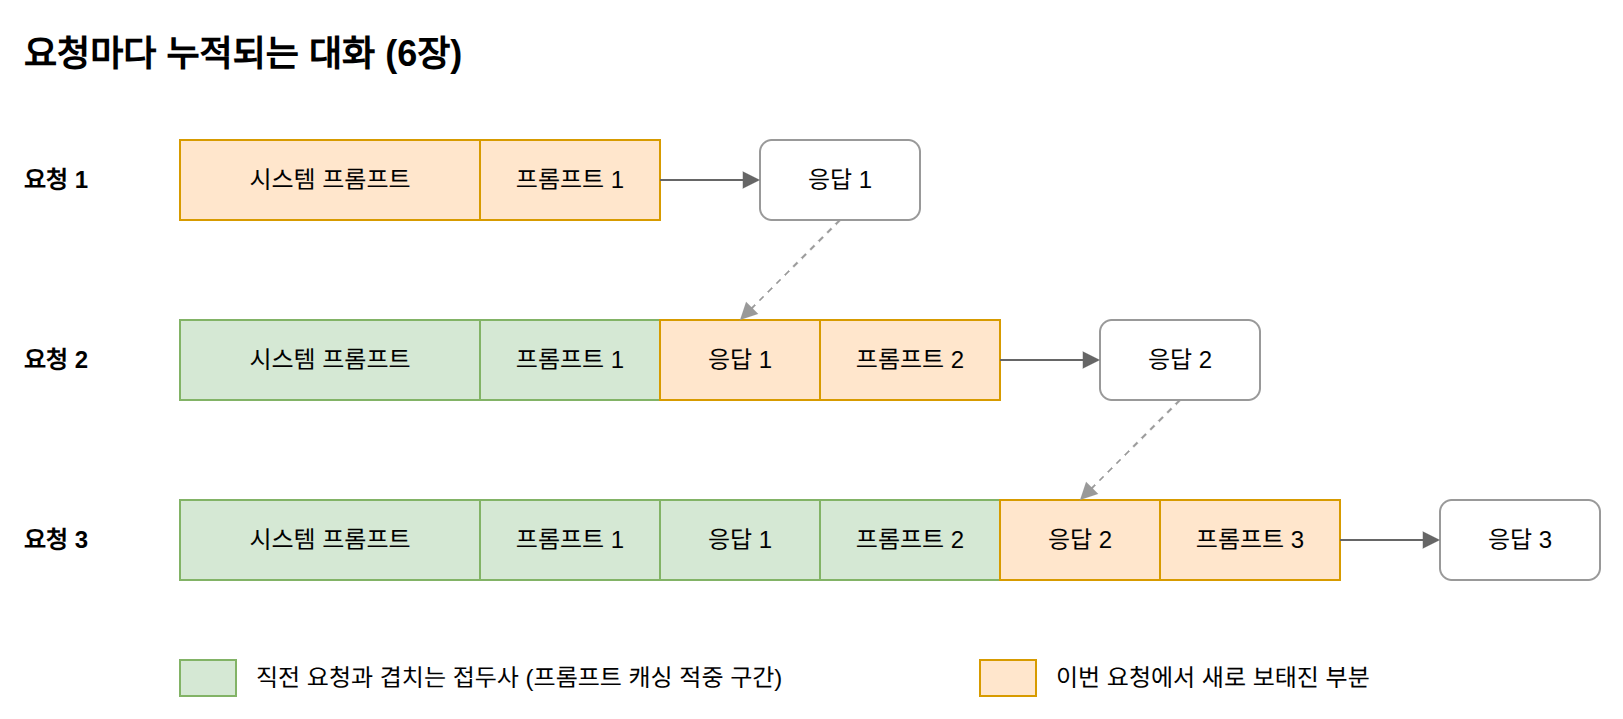 요청마다 누적되는 대화 (6장)
요청 1
시스템 프롬프트
프롬프트 1
응답 1
요청 2
시스템 프롬프트
프롬프트 1
응답 1
프롬프트 2
응답 2
요청 3
시스템 프롬프트
프롬프트 1
응답 1
프롬프트 2
응답 2
프롬프트 3
응답 3
직전 요청과 겹치는 접두사 (프롬프트 캐싱 적중 구간)
이번 요청에서 새로 보태진 부분